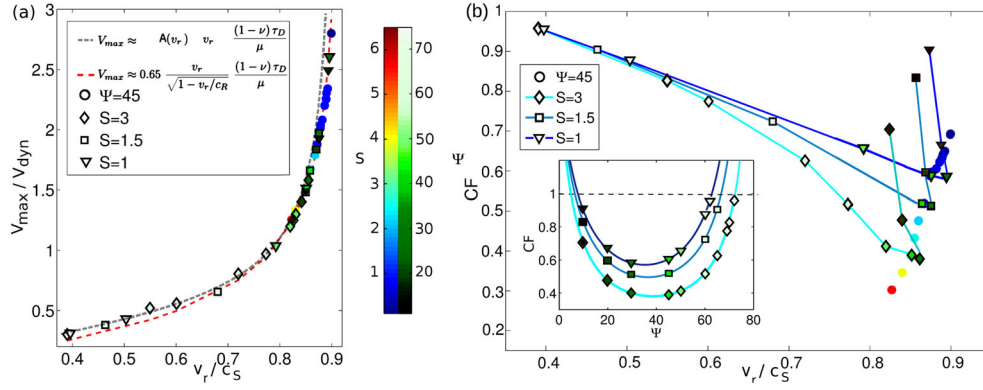 (a)
3
2.5
2
1.5
1
0.5
V_max / V_dyn
V_max ≈ A(v_r) v_r (1 − ν) τ_D / μ
V_max ≈ 0.65 v_r / √(1 − v_r/c_R) (1 − ν) τ_D / μ
Ψ=45
S=3
S=1.5
S=1
0.4 0.5 0.6 0.7 0.8 0.9
v_r / c_S
S
6
5
4
3
2
1
70
60
50
40
30
20
Ψ
(b)
1
0.9
0.8
0.7
0.6
0.5
0.4
0.3
0.2
CF
Ψ=45
S=3
S=1.5
S=1
CF
1
0.8
0.6
0.4
0 20 40 60 80
Ψ
0.4 0.5 0.6 0.7 0.8 0.9
v_r / c_S